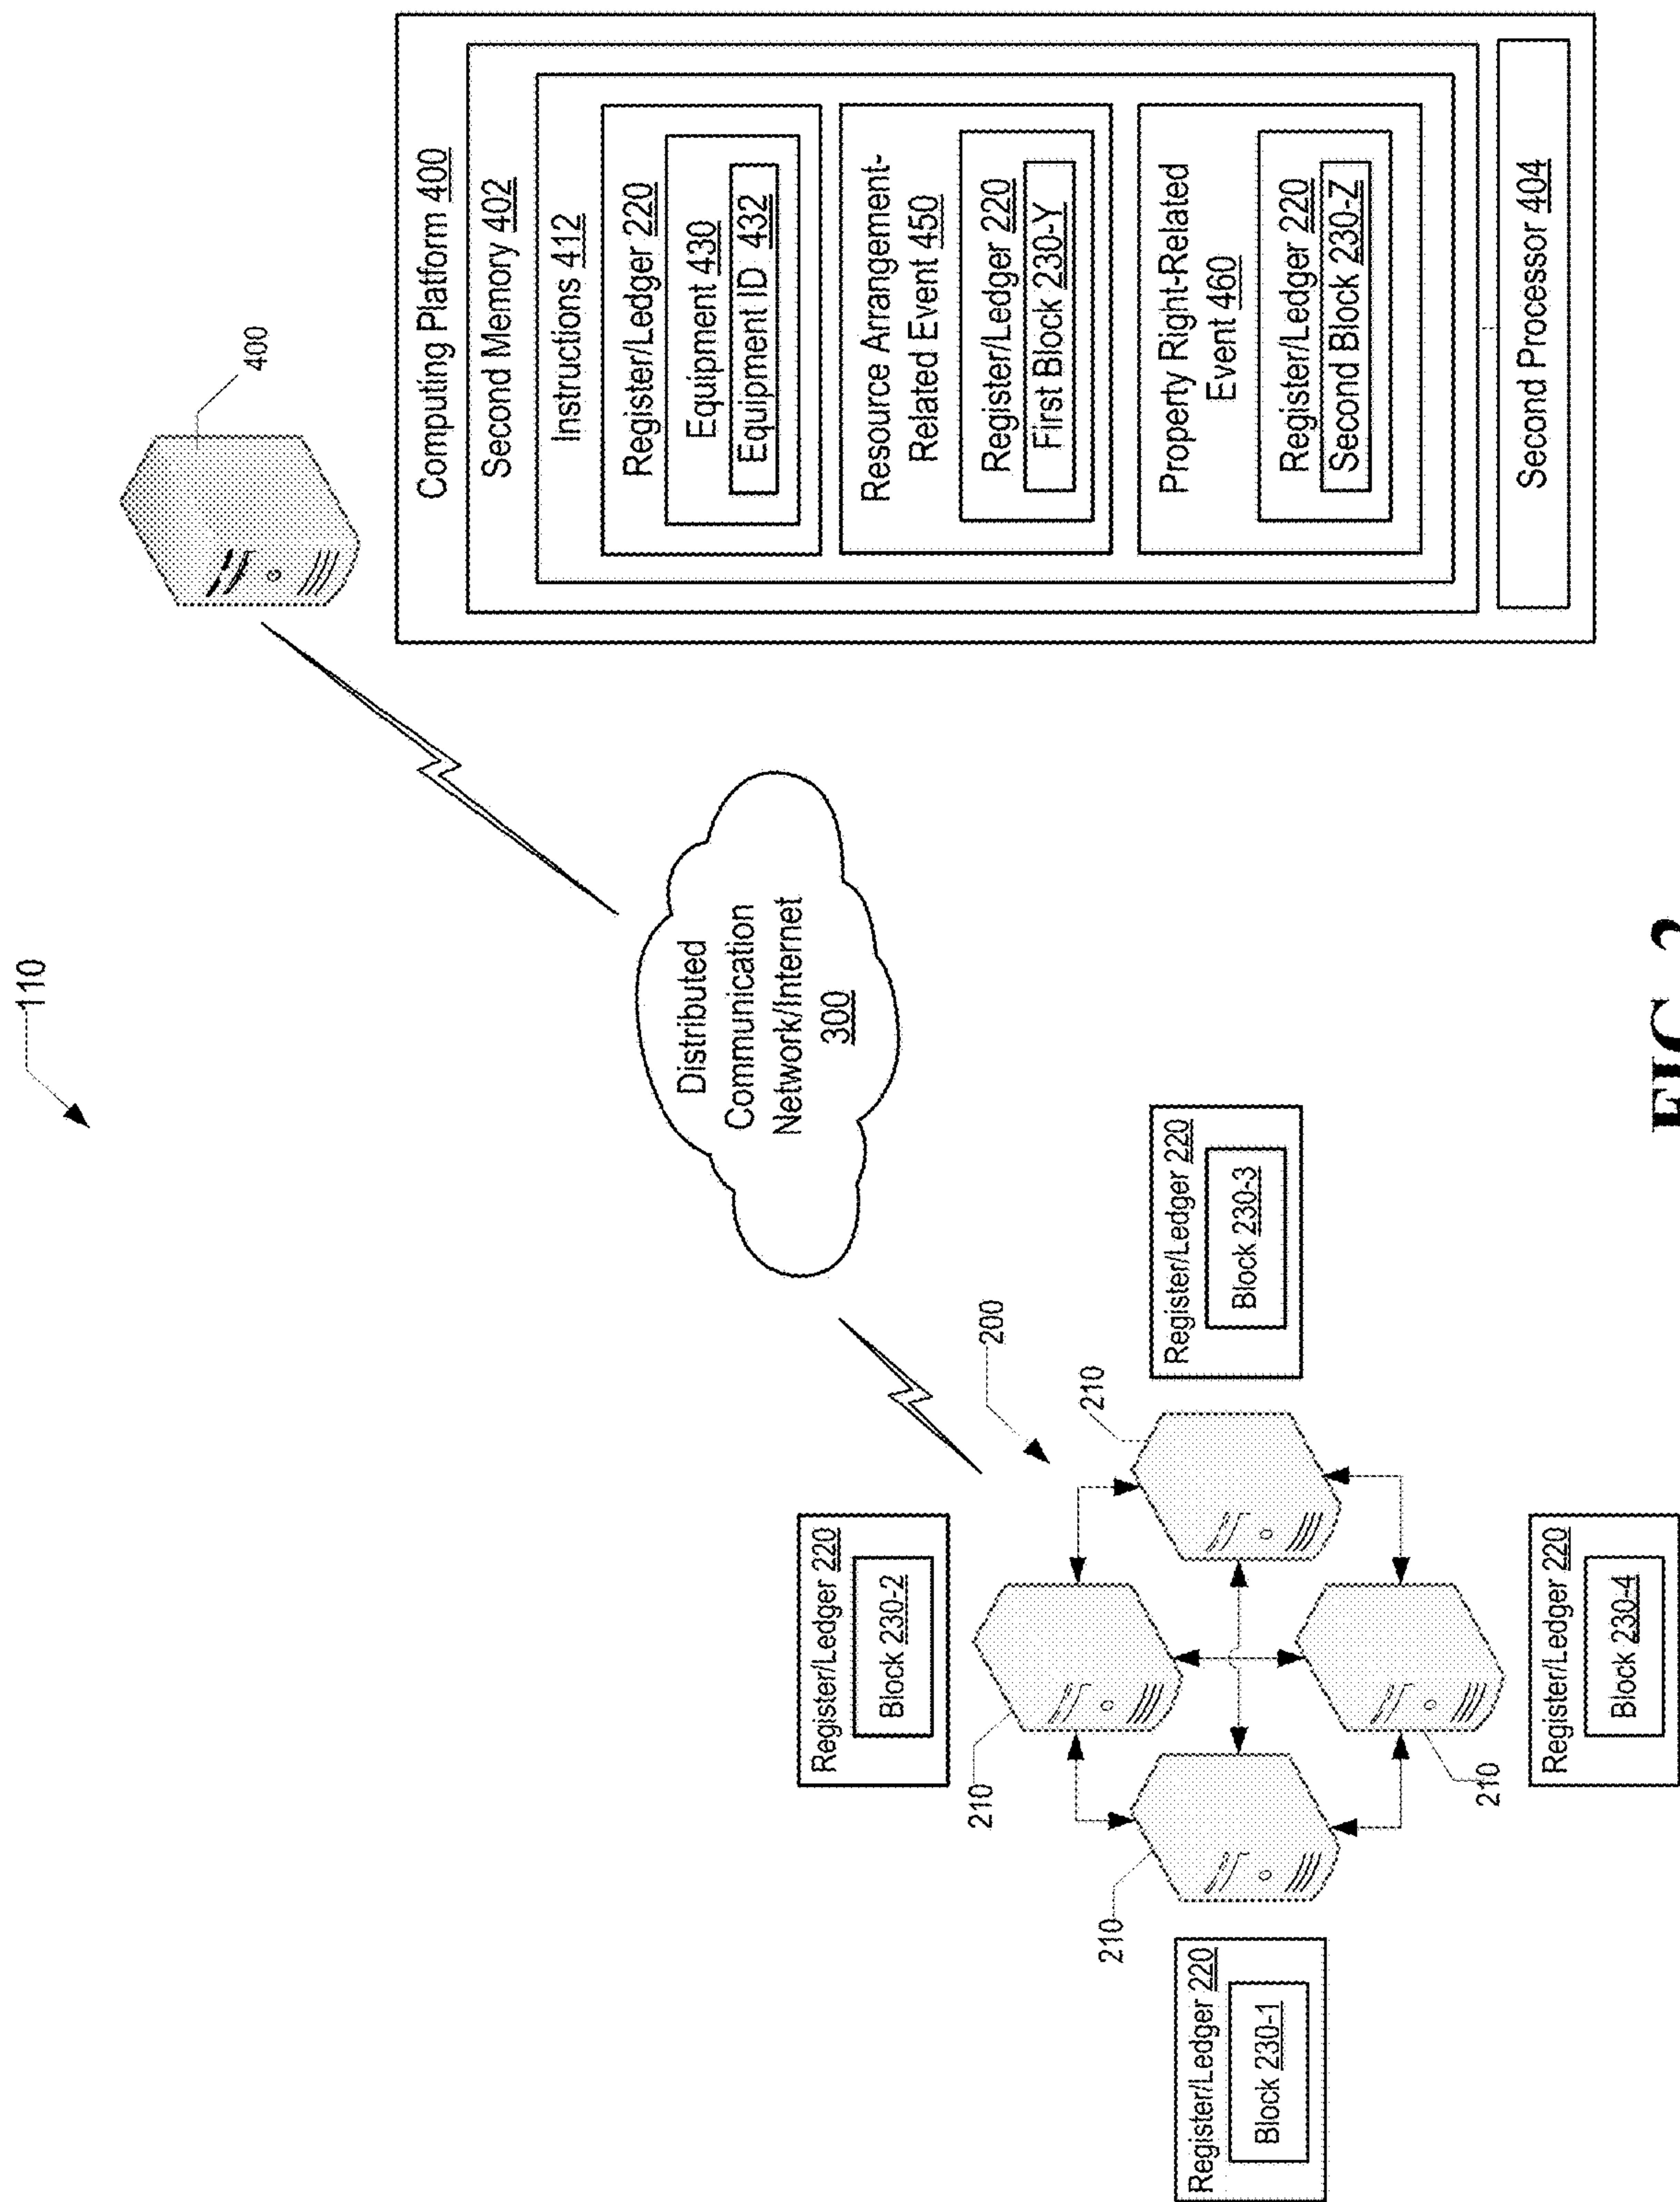 110
400
Computing Platform 400
Second Memory 402
Instructions 412
Register/Ledger 220
Equipment 430
Equipment ID 432
Resource Arrangement-
Related Event 450
Register/Ledger 220
First Block 230-Y
Property Right-Related
Event 460
Register/Ledger 220
Second Block 230-Z
Second Processor 404
Distributed
Communication
Network/Internet
300
200
Register/Ledger 220
Block 230-2
210
Register/Ledger 220
Block 230-3
210
Register/Ledger 220
Block 230-1
210
Register/Ledger 220
Block 230-4
210
FIG.